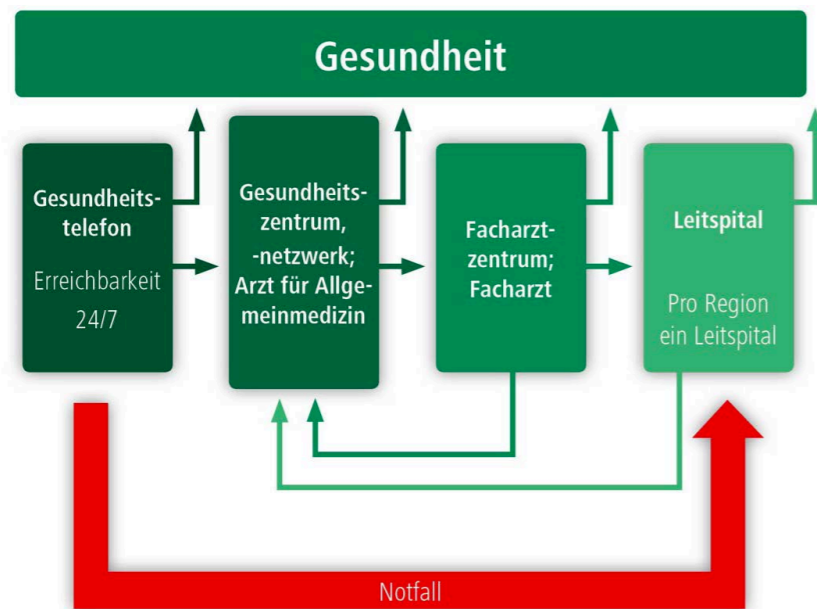 Gesundheit
Gesundheits-
telefon
Erreichbarkeit
24/7
Gesundheits-
zentrum,
-netzwerk;
Arzt für Allge-
meinmedizin
Facharzt-
zentrum;
Facharzt
Leitspital
Pro Region
ein Leitspital
Notfall